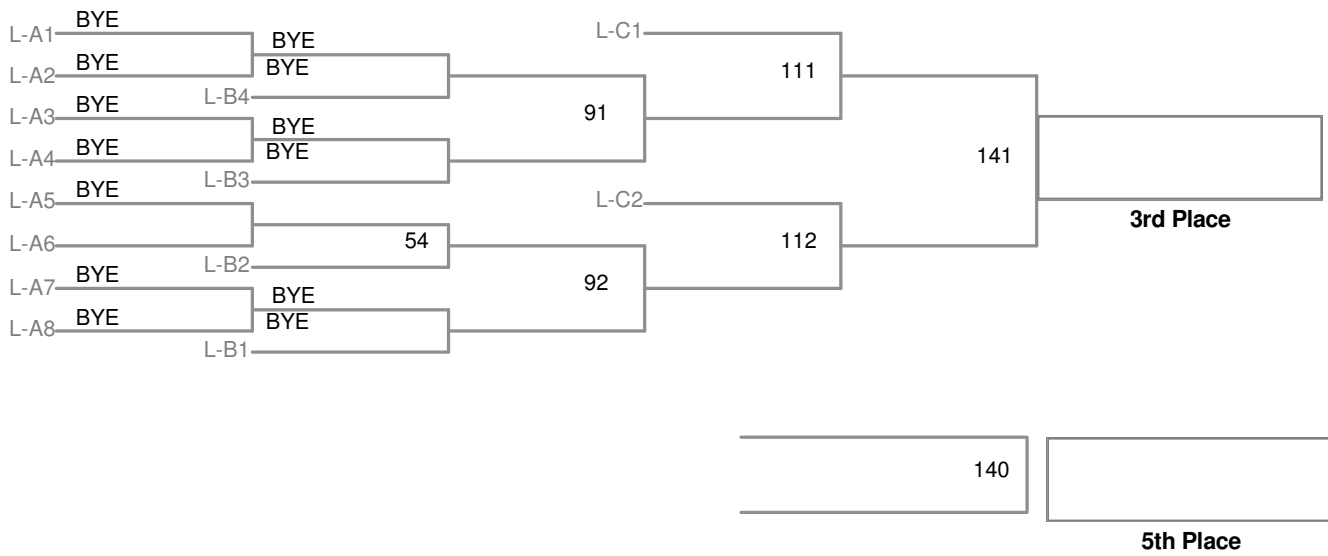 L-A1 BYE
BYE
L-A2 BYE
BYE
L-B4
L-A3 BYE
BYE
L-A4 BYE
BYE
L-B3
L-A5 BYE
L-A6
54
L-B2
L-A7 BYE
BYE
L-A8 BYE
BYE
L-B1
91
92
L-C1
111
L-C2
112
141
3rd Place
140
5th Place